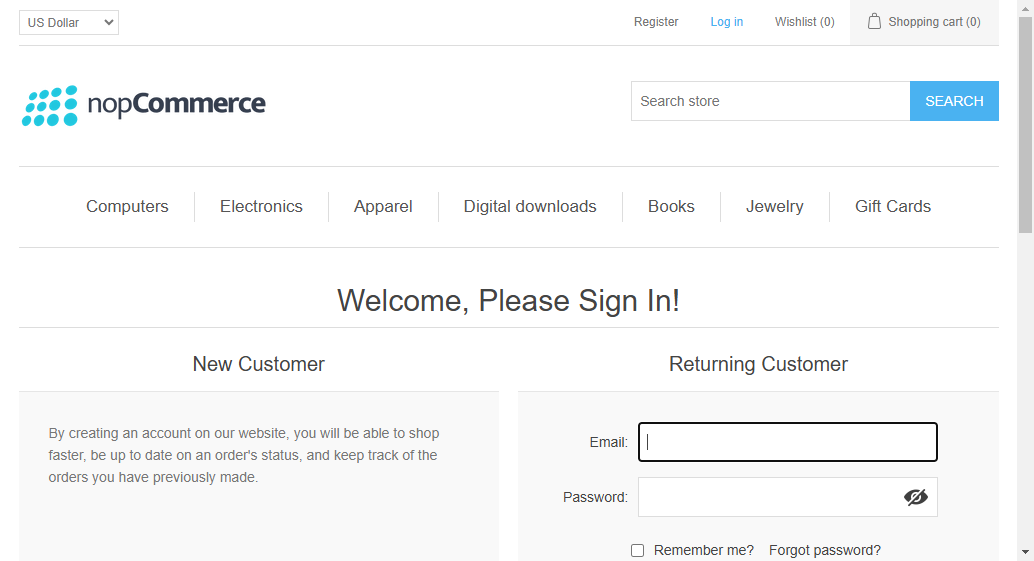 US Dollar
Register
Log in
Wishlist (0)
Shopping cart (0)
nopCommerce
Search store
SEARCH
Computers
Electronics
Apparel
Digital downloads
Books
Jewelry
Gift Cards
Welcome, Please Sign In!
New Customer
By creating an account on our website, you will be able to shop
faster, be up to date on an order's status, and keep track of the
orders you have previously made.
Returning Customer
Email:
Password:
Remember me?
Forgot password?